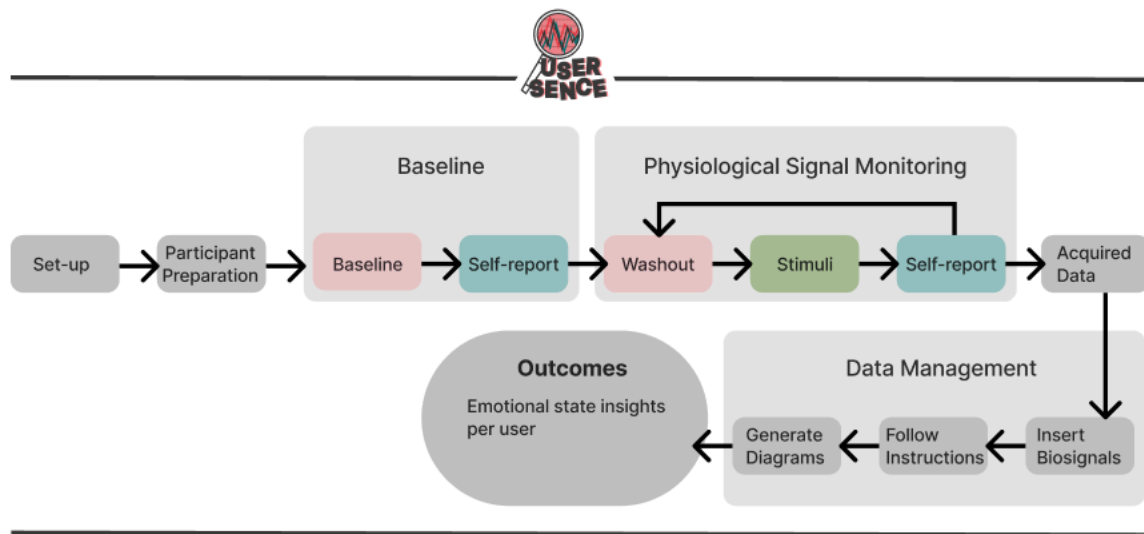 USER
SENCE
Baseline
Physiological Signal Monitoring
Set-up
Participant
Preparation
Baseline
Self-report
Washout
Stimuli
Self-report
Acquired
Data
Outcomes
Emotional state insights
per user
Data Management
Generate
Diagrams
Follow
Instructions
Insert
Biosignals